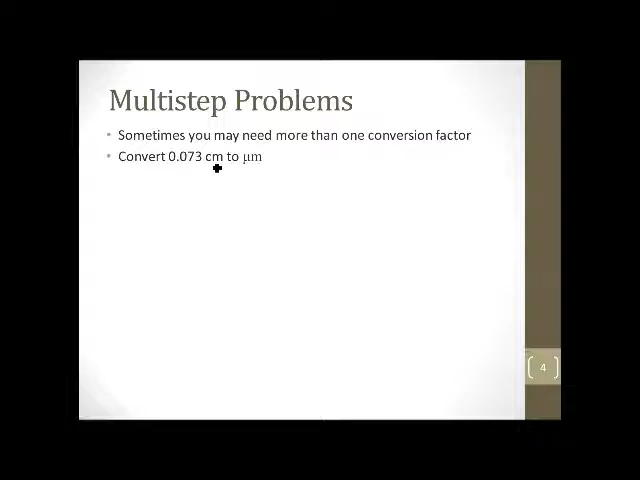 Multistep Problems
• Sometimes you may need more than one conversion factor
• Convert 0.073 cm to μm
4